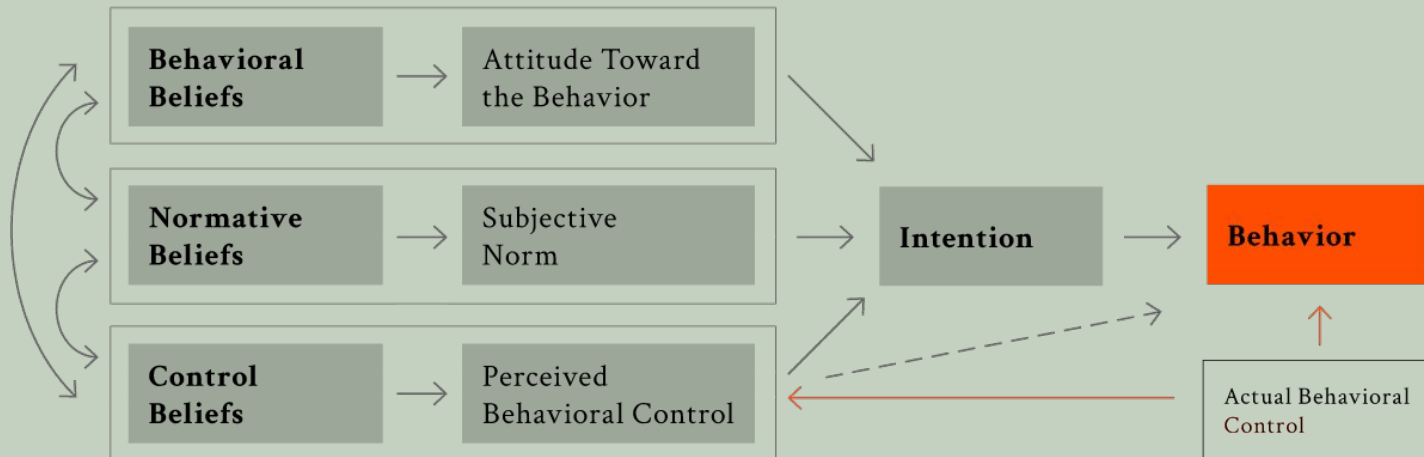 Behavioral
Beliefs
Attitude Toward
the Behavior
Normative
Beliefs
Subjective
Norm
Control
Beliefs
Perceived
Behavioral Control
Intention
Behavior
Actual Behavioral
Control